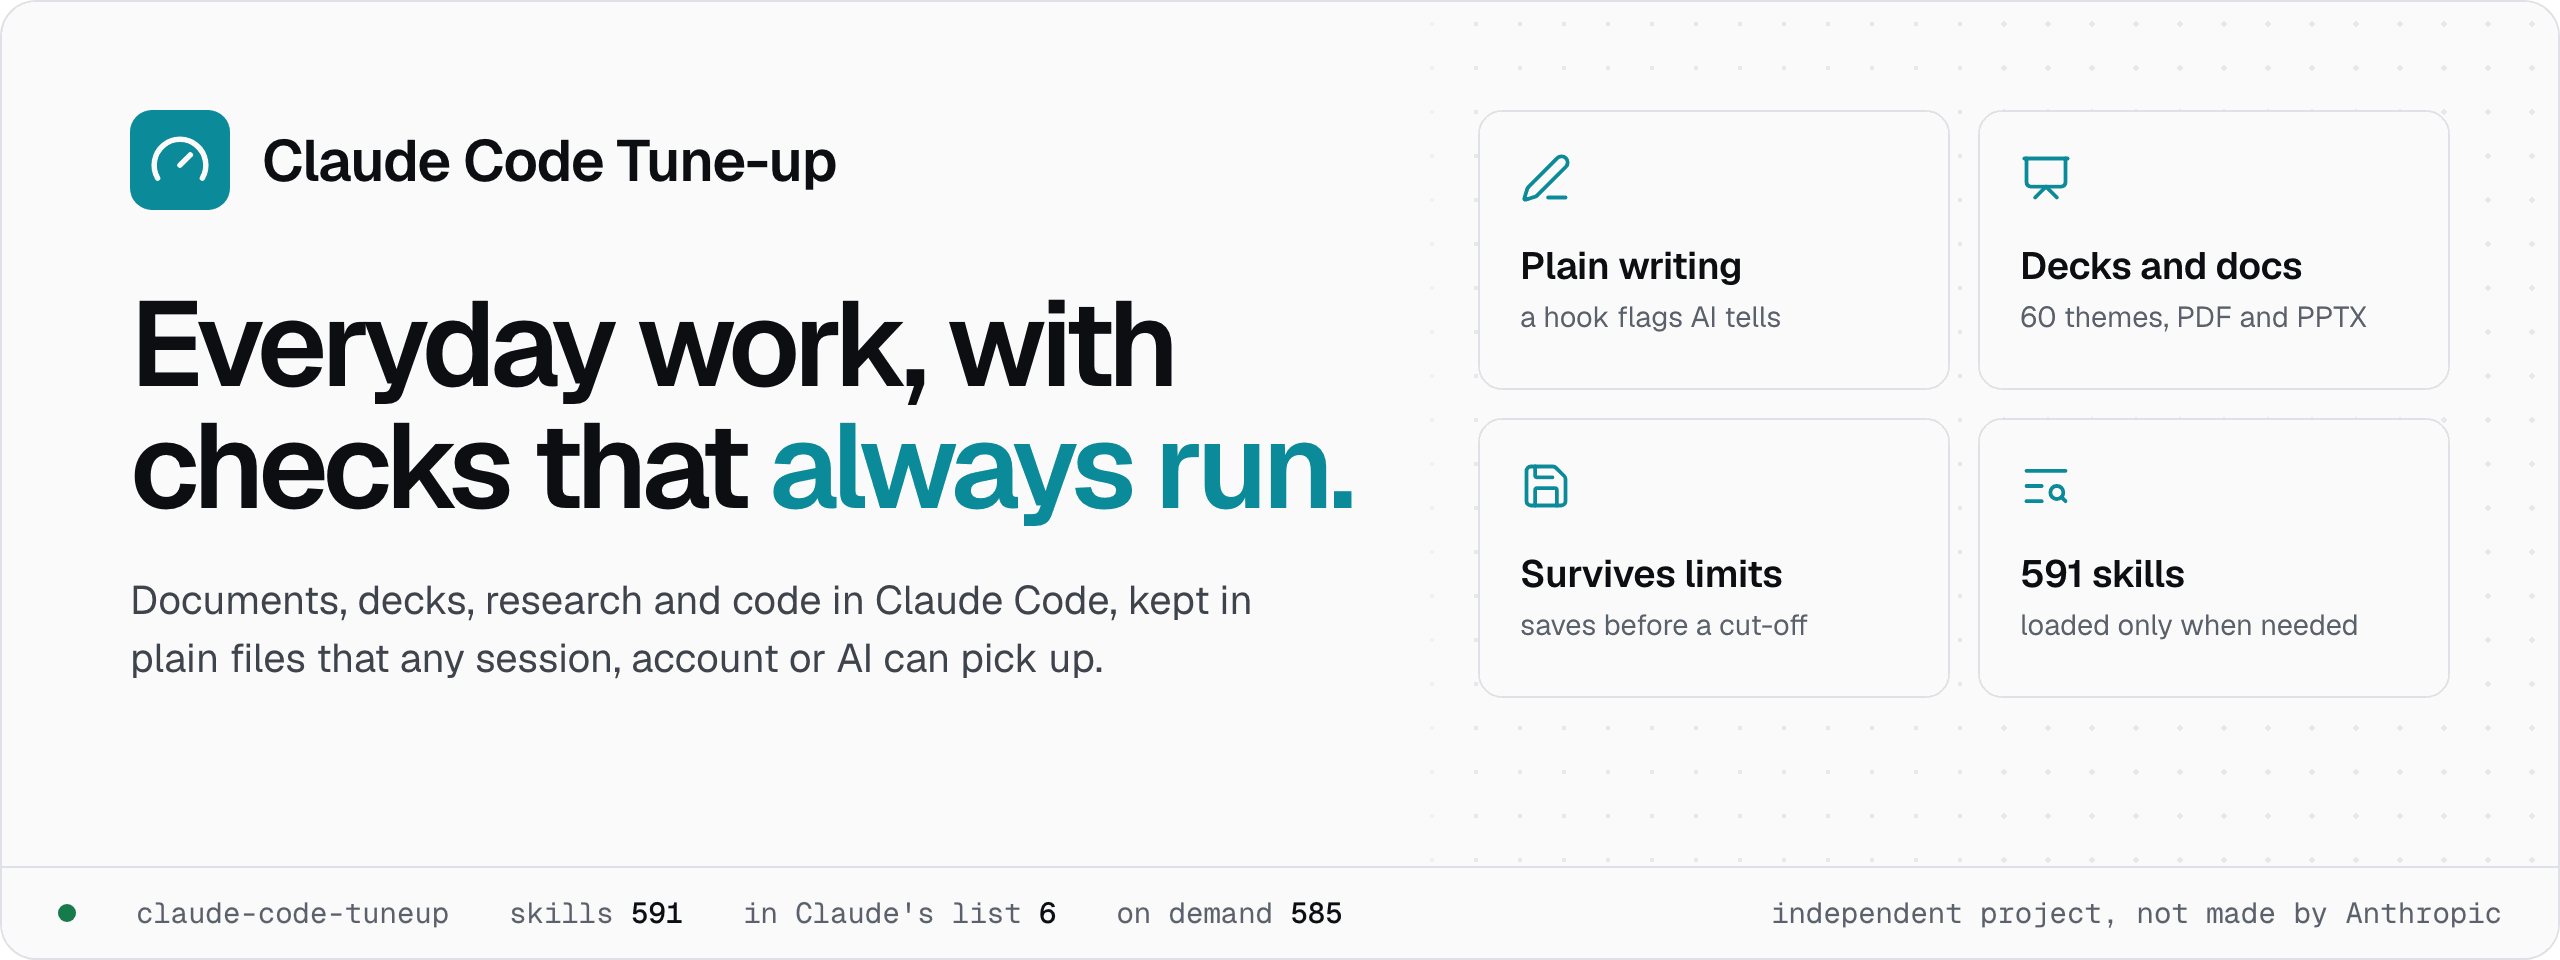 Claude Code Tune-up
Everyday work, with
checks that always run.
Documents, decks, research and code in Claude Code, kept in
plain files that any session, account or AI can pick up.
Plain writing
a hook flags AI tells
Decks and docs
60 themes, PDF and PPTX
Survives limits
saves before a cut-off
591 skills
loaded only when needed
claude-code-tuneup skills 591 in Claude's list 6 on demand 585 independent project, not made by Anthropic